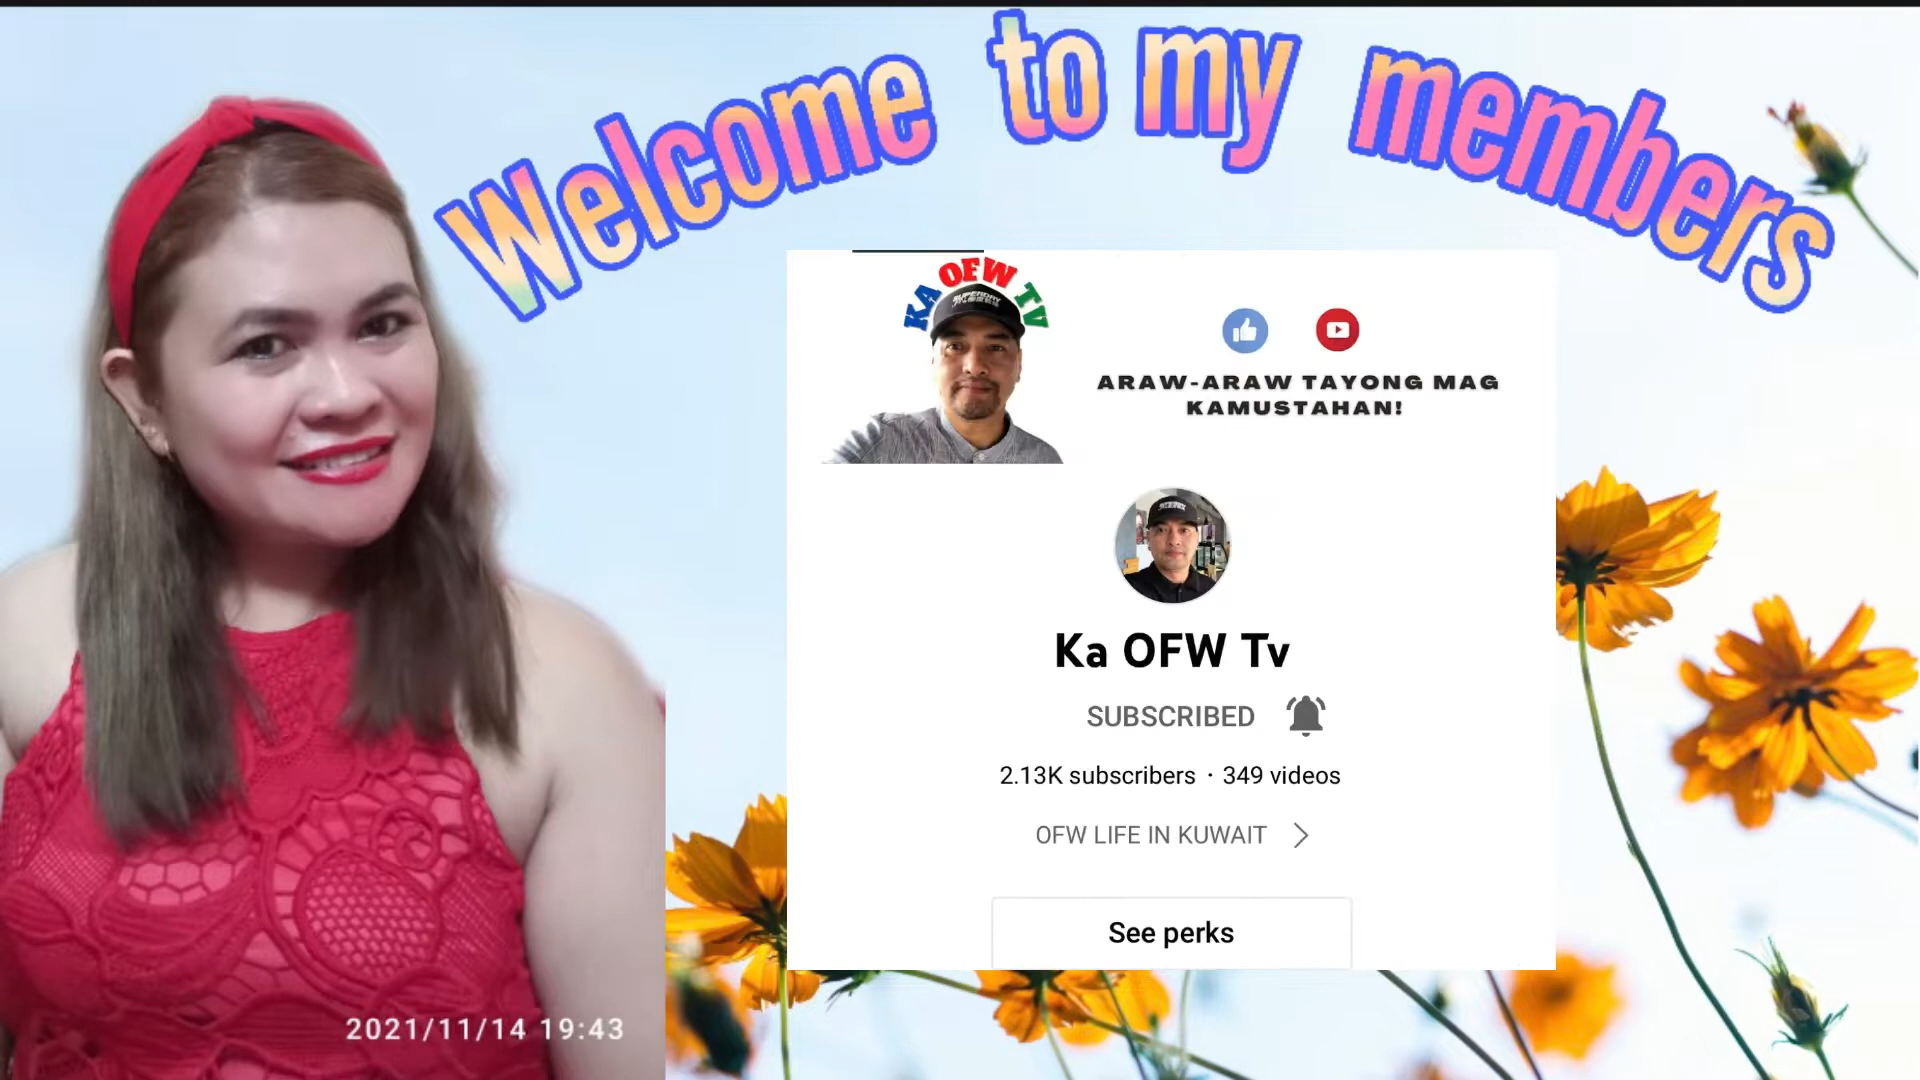 Welcome to my members
KA OFW TV
SUPERDRY
ARAW-ARAW TAYONG MAG
KAMUSTAHAN!
Ka OFW Tv
SUBSCRIBED
2.13K subscribers · 349 videos
OFW LIFE IN KUWAIT
See perks
2021/11/14 19:43